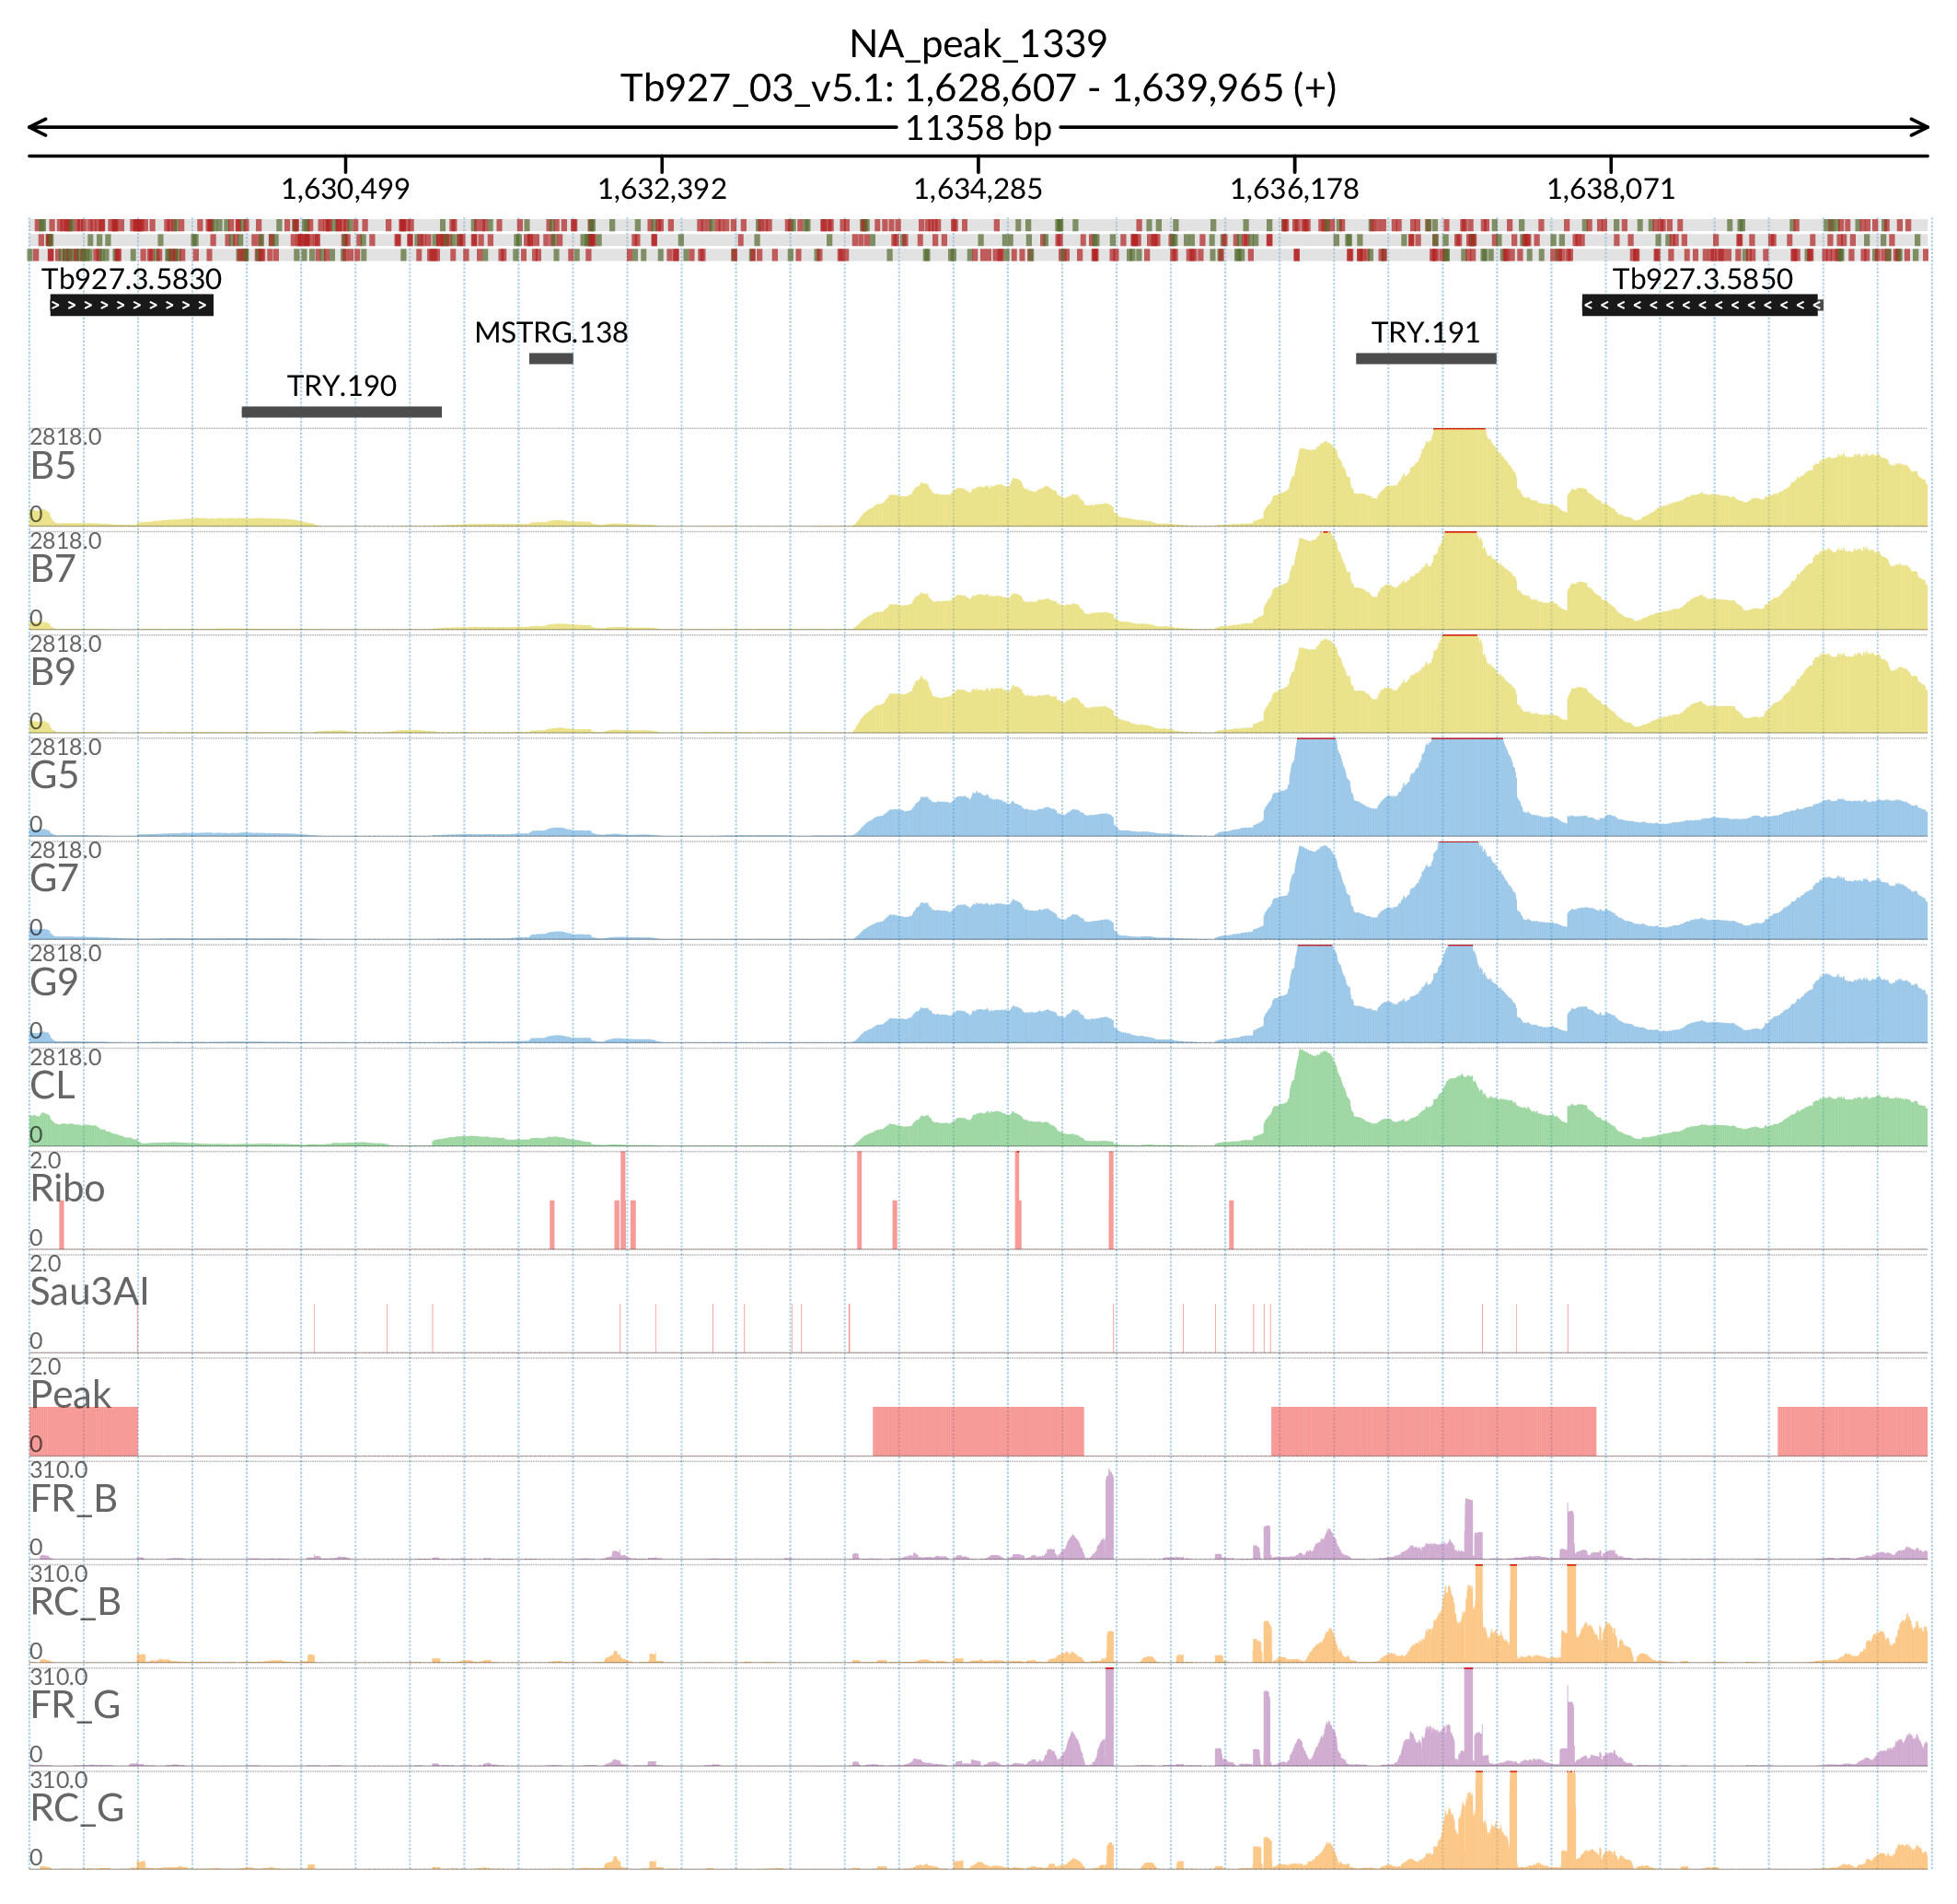 NA_peak_1339
Tb927_03_v5.1: 1,628,607 - 1,639,965 (+)
11358 bp
1,630,499 1,632,392 1,634,285 1,636,178 1,638,071
Tb927.3.5830 Tb927.3.5850
MSTRG.138 TRY.191
TRY.190
2818.0
B5
0
2818.0
B7
0
2818.0
B9
0
2818.0
G5
0
2818.0
G7
0
2818.0
G9
0
2818.0
CL
0
2.0
Ribo
0
2.0
Sau3AI
0
2.0
Peak
0
310.0
FR_B
0
310.0
RC_B
0
310.0
FR_G
0
310.0
RC_G
0